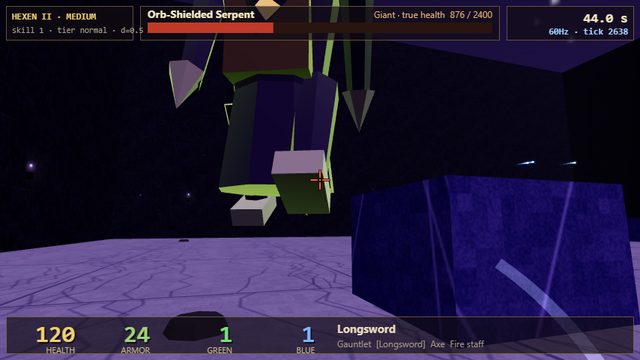 HEXEN II - MEDIUM
skill 1 · tier normal · d=0.5
Orb-Shielded Serpent
Giant · true health 876 / 2400
44.0 s
60Hz · tick 2638
120
HEALTH
24
ARMOR
1
GREEN
1
BLUE
Longsword
Gauntlet [Longsword] Axe Fire staff